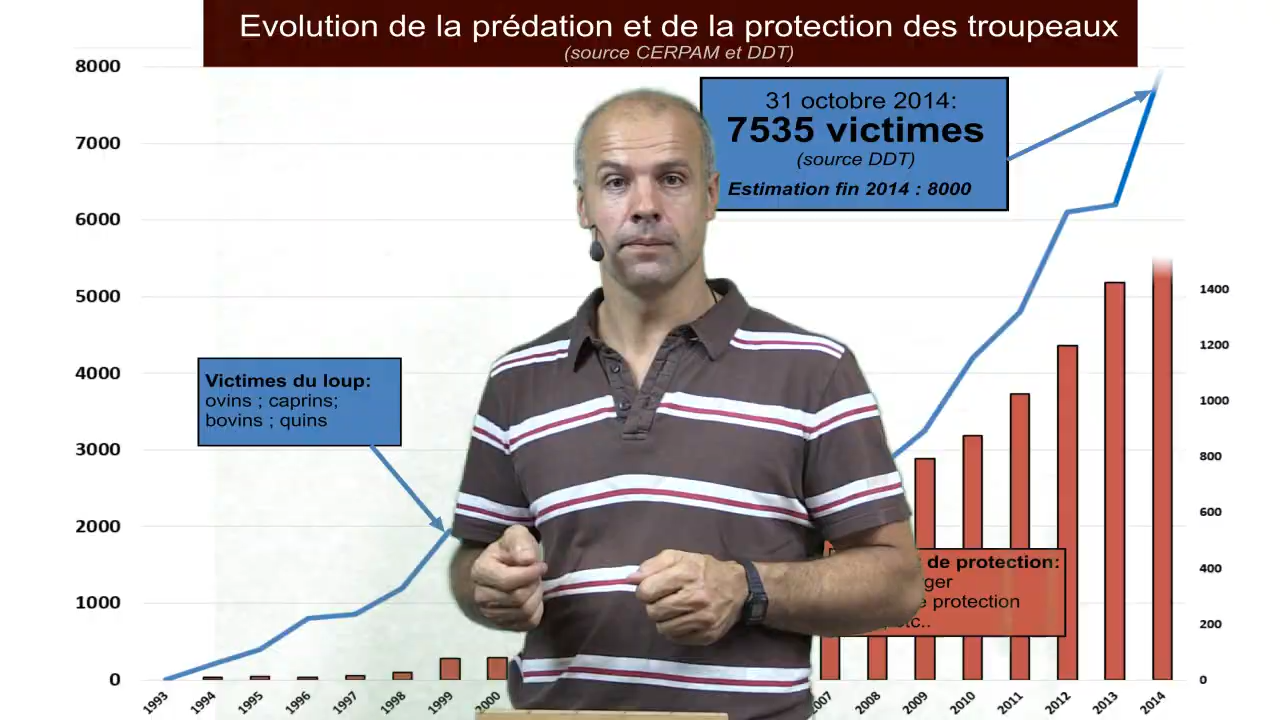 Evolution de la prédation et de la protection des troupeaux
(source CERPAM et DDT)
31 octobre 2014:
7535 victimes
(source DDT)
Estimation fin 2014 : 8000
8000
7000
6000
5000
4000
3000
2000
1000
0
Victimes du loup:
ovins ; caprins;
bovins ; quins
de protection:
ger
protection
etc..
1400
1200
1000
800
600
400
200
0
1993 1994 1995 1996 1997 1998 1999 2000 2007 2008 2009 2010 2011 2012 2013 2014